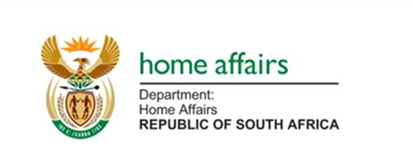 home affairs
Department:
Home Affairs
REPUBLIC OF SOUTH AFRICA